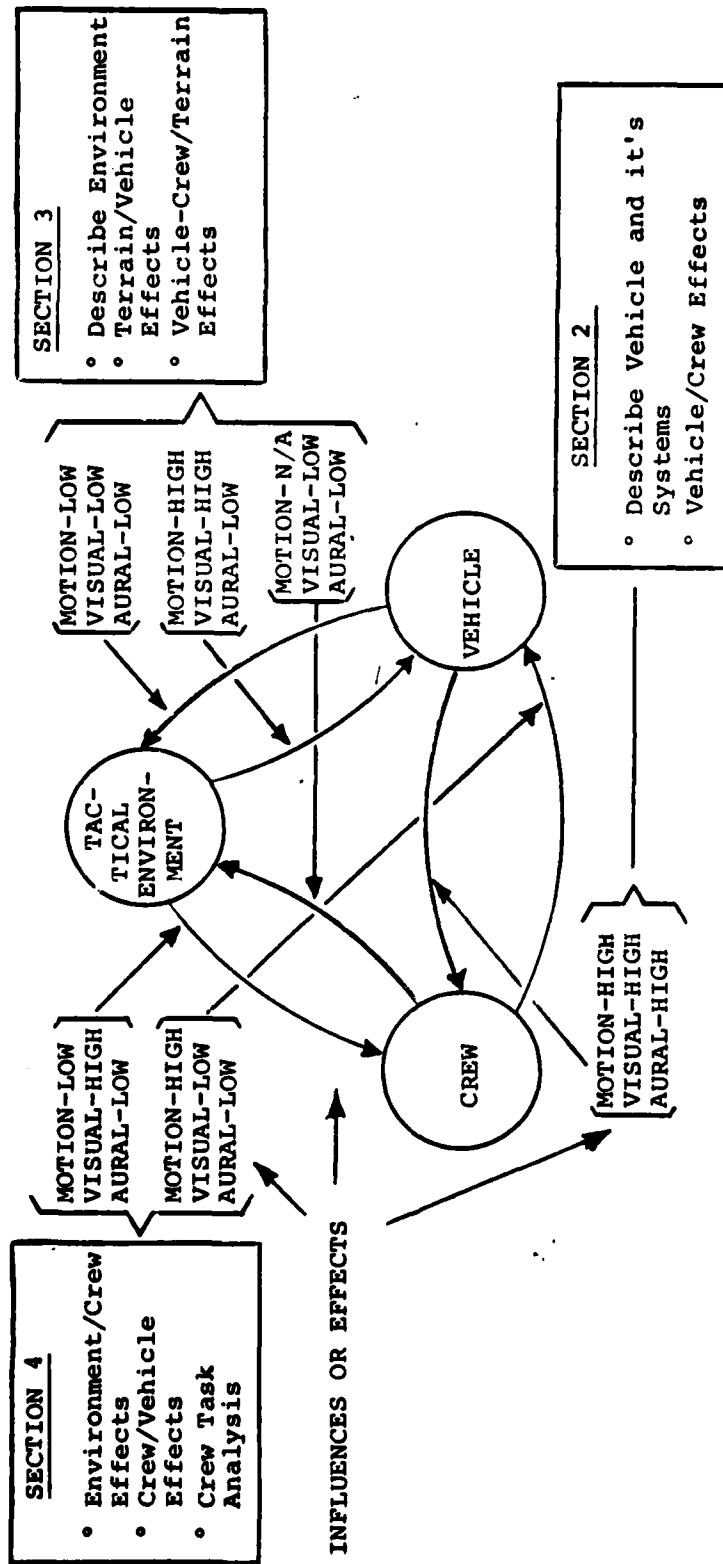 SECTION 4
° Environment/Crew
Effects
° Crew/Vehicle
Effects
° Crew Task
Analysis
MOTION-LOW
VISUAL-HIGH
AURAL-LOW
MOTION-HIGH
VISUAL-LOW
AURAL-LOW
INFLUENCES OR EFFECTS
TAC-
TICAL
ENVIRON-
MENT
CREW
VEHICLE
MOTION-LOW
VISUAL-LOW
AURAL-LOW
MOTION-HIGH
VISUAL-HIGH
AURAL-LOW
MOTION-N/A
VISUAL-LOW
AURAL-LOW
SECTION 3
° Describe Environment
° Terrain/Vehicle
Effects
° Vehicle-Crew/Terrain
Effects
MOTION-HIGH
VISUAL-HIGH
AURAL-HIGH
SECTION 2
° Describe Vehicle and it's
Systems
° Vehicle/Crew Effects